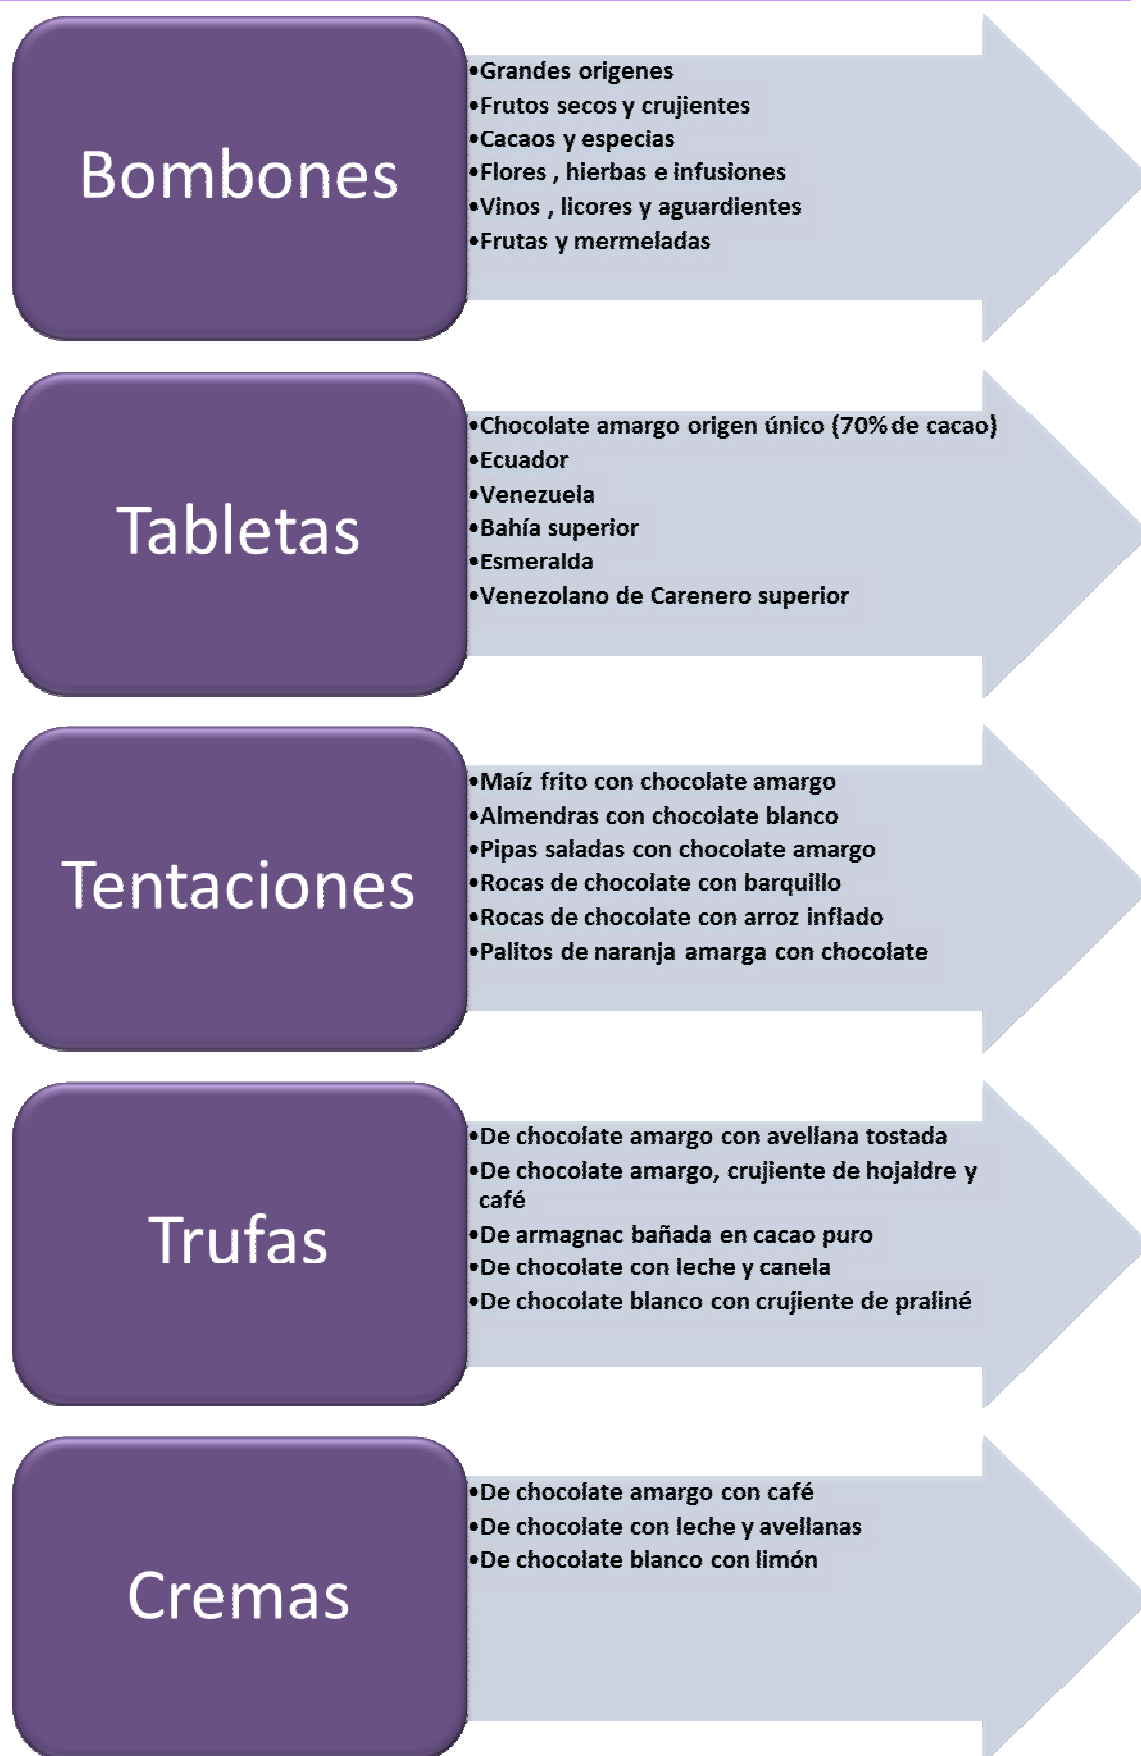 Bombones
•Grandes origenes
•Frutos secos y crujientes
•Cacaos y especias
•Flores , hierbas e infusiones
•Vinos , licores y aguardientes
•Frutas y mermeladas
Tabletas
•Chocolate amargo origen único (70% de cacao)
•Ecuador
•Venezuela
•Bahía superior
•Esmeralda
•Venezolano de Carenero superior
Tentaciones
•Maíz frito con chocolate amargo
•Almendras con chocolate blanco
•Pipas saladas con chocolate amargo
•Rocas de chocolate con barquillo
•Rocas de chocolate con arroz inflado
•Palitos de naranja amarga con chocolate
Trufas
•De chocolate amargo con avellana tostada
•De chocolate amargo, crujiente de hojaldre y
café
•De armagnac bañada en cacao puro
•De chocolate con leche y canela
•De chocolate blanco con crujiente de praliné
Cremas
•De chocolate amargo con café
•De chocolate con leche y avellanas
•De chocolate blanco con limón